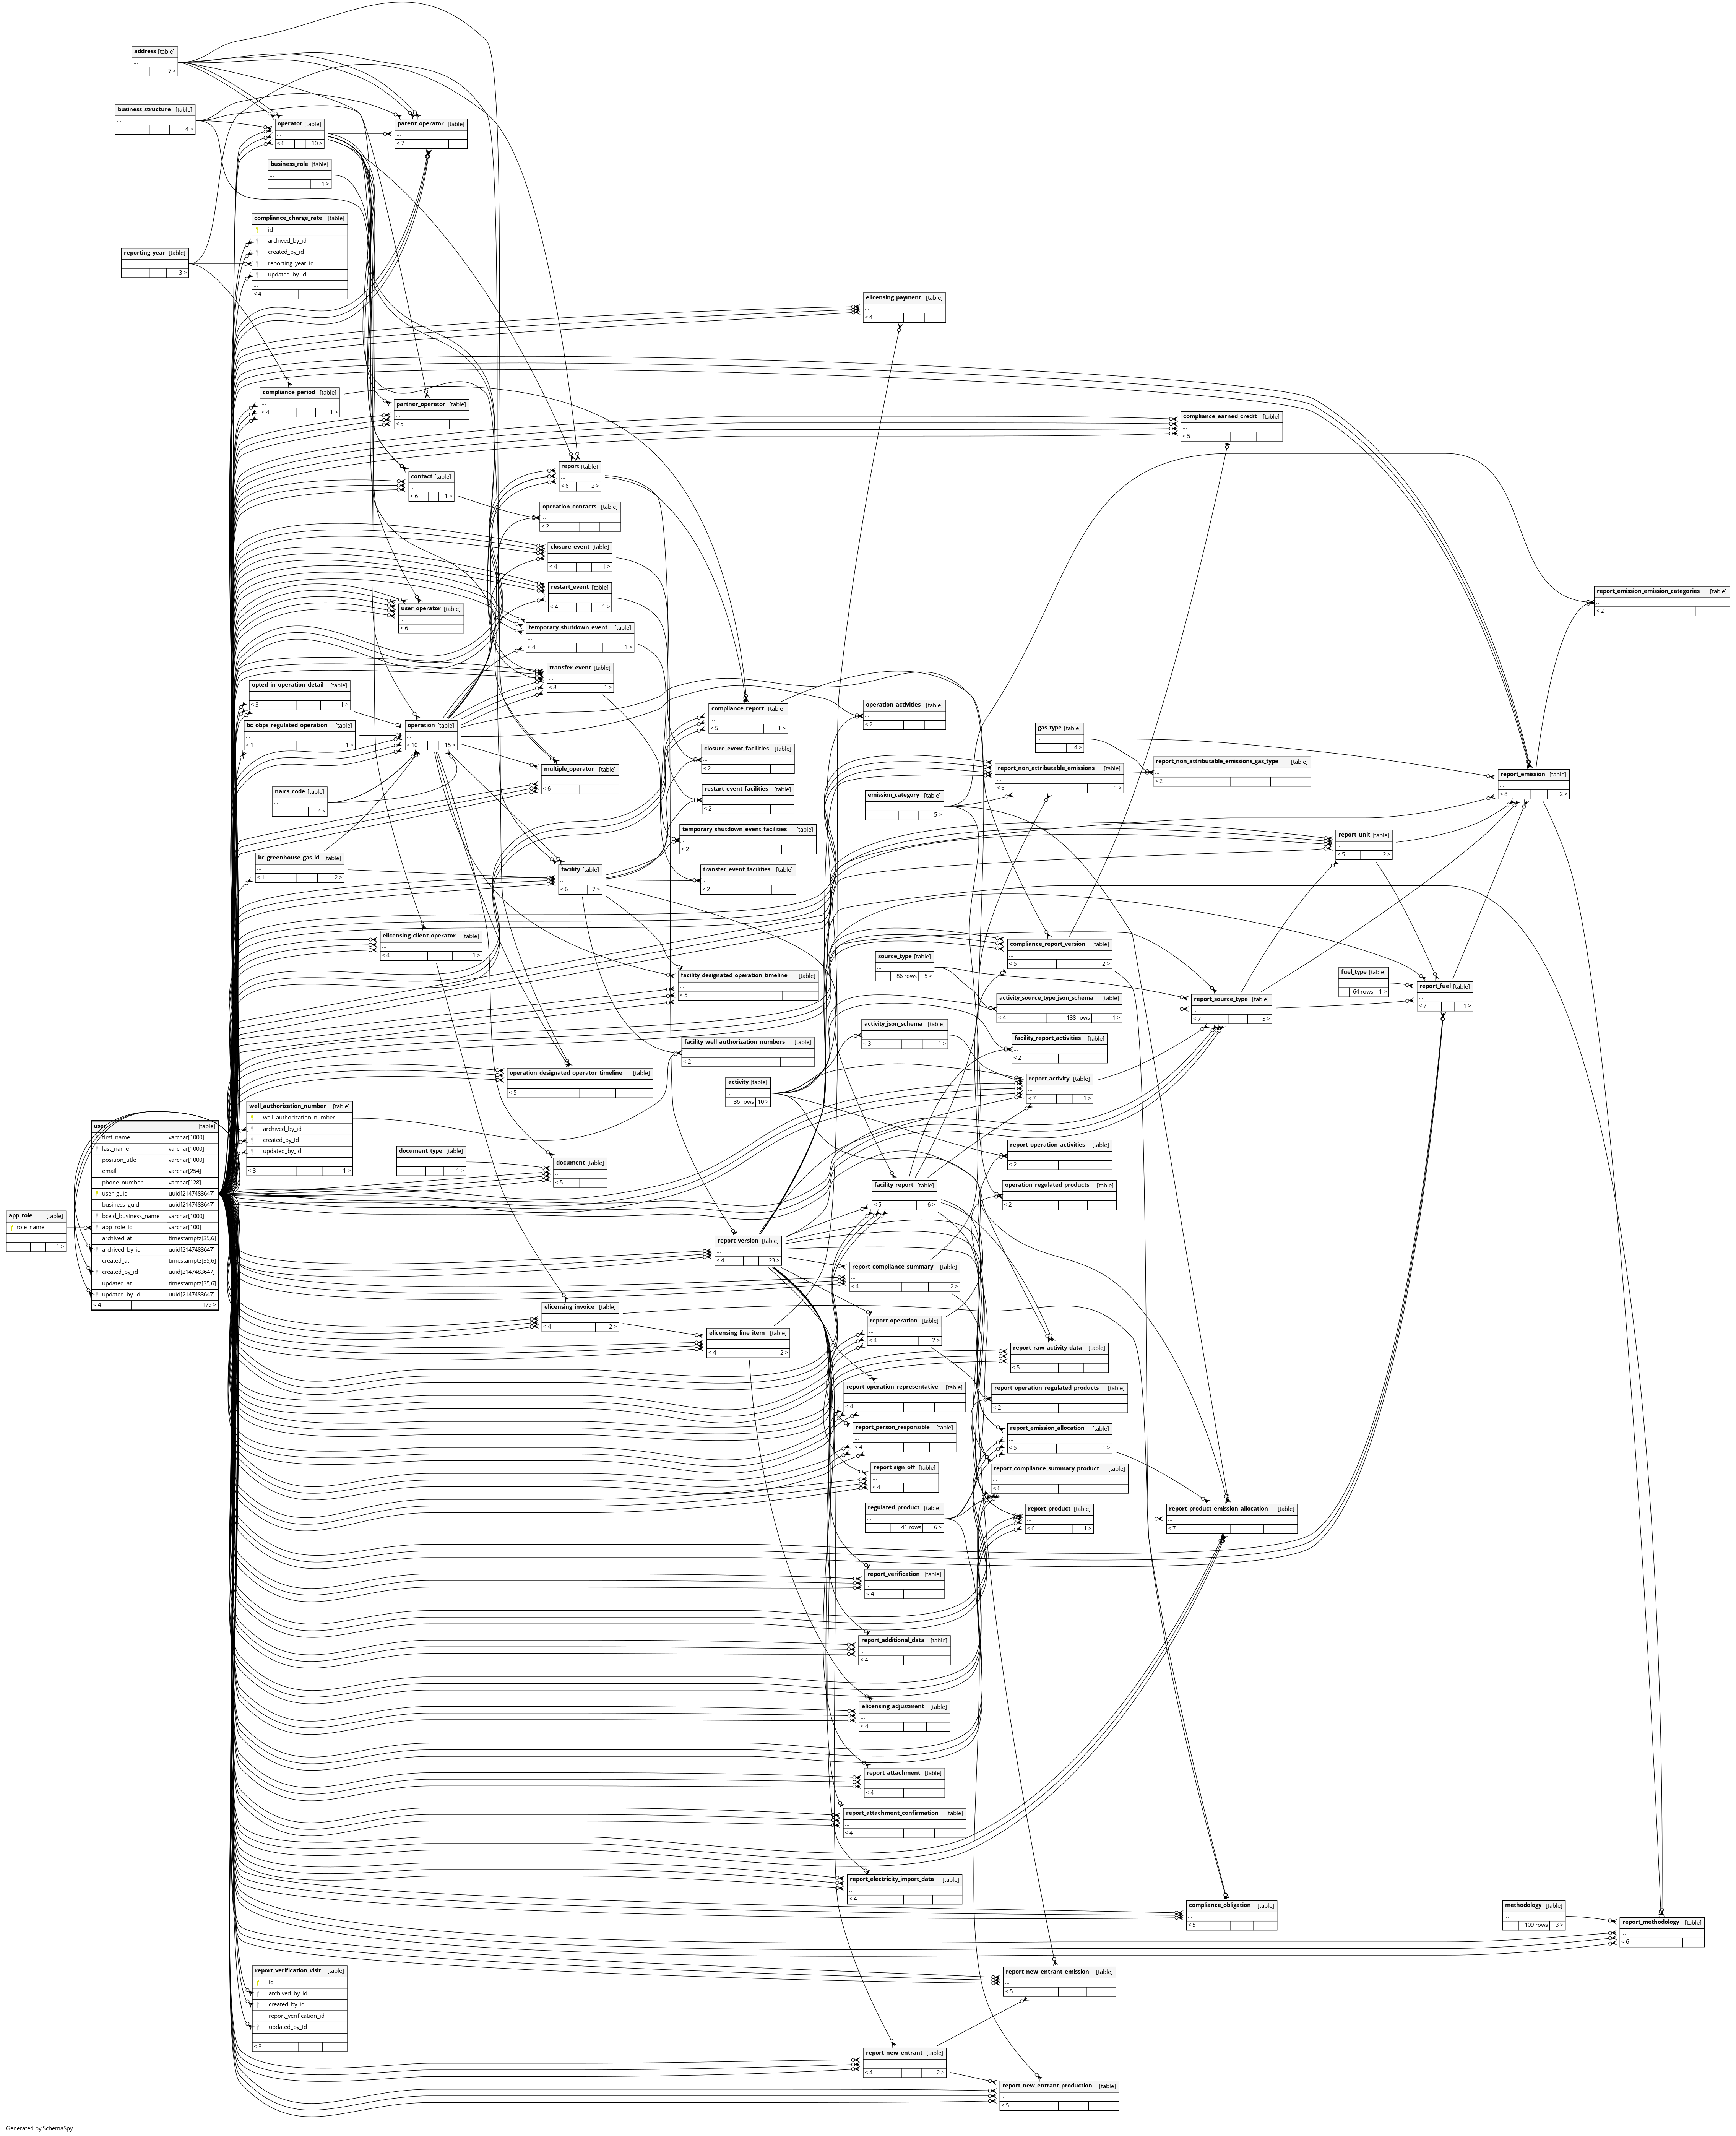 address [table]
...
7 >
business_structure [table]
...
4 >
operator [table]
...
< 6 10 >
parent_operator [table]
...
< 7
business_role [table]
...
1 >
compliance_charge_rate [table]
id
archived_by_id
created_by_id
reporting_year_id
updated_by_id
...
< 4
reporting_year [table]
...
3 >
elicensing_payment [table]
...
< 4
compliance_period [table]
...
< 4 1 >
partner_operator [table]
...
< 5
compliance_earned_credit [table]
...
< 5
report [table]
...
< 6 2 >
contact [table]
...
< 6 1 >
operation_contacts [table]
...
< 2
closure_event [table]
...
< 4 1 >
restart_event [table]
...
< 4 1 >
report_emission_emission_categories [table]
...
< 2
user_operator [table]
...
< 6
temporary_shutdown_event [table]
...
< 4 1 >
transfer_event [table]
...
< 8 1 >
opted_in_operation_detail [table]
...
< 3 1 >
bc_obps_regulated_operation [table]
...
< 1 1 >
operation [table]
...
< 10 15 >
compliance_report [table]
...
< 5 1 >
operation_activities [table]
...
< 2
gas_type [table]
...
4 >
closure_event_facilities [table]
...
< 2
multiple_operator [table]
...
< 6
report_non_attributable_emissions [table]
...
< 6 1 >
report_non_attributable_emissions_gas_type [table]
...
< 2
report_emission [table]
...
< 8 2 >
naics_code [table]
...
4 >
restart_event_facilities [table]
...
< 2
emission_category [table]
...
5 >
temporary_shutdown_event_facilities [table]
...
< 2
report_unit [table]
...
< 5 2 >
bc_greenhouse_gas_id [table]
...
< 1 2 >
facility [table]
...
< 6 7 >
transfer_event_facilities [table]
...
< 2
elicensing_client_operator [table]
...
< 4 1 >
compliance_report_version [table]
...
< 5 2 >
source_type [table]
...
86 rows 5 >
facility_designated_operation_timeline [table]
...
< 5
fuel_type [table]
...
64 rows 1 >
report_fuel [table]
...
< 7 1 >
activity_source_type_json_schema [table]
...
< 4 138 rows 1 >
report_source_type [table]
...
< 7 3 >
activity_json_schema [table]
...
< 3 1 >
facility_well_authorization_numbers [table]
...
< 2
facility_report_activities [table]
...
< 2
operation_designated_operator_timeline [table]
...
< 5
activity [table]
...
36 rows 10 >
report_activity [table]
...
< 7 1 >
well_authorization_number [table]
well_authorization_number
archived_by_id
created_by_id
updated_by_id
...
< 3 1 >
user [table]
first_name varchar[1000]
last_name varchar[1000]
position_title varchar[1000]
email varchar[254]
phone_number varchar[128]
user_guid uuid[2147483647]
business_guid uuid[2147483647]
bceid_business_name varchar[1000]
app_role_id varchar[100]
archived_at timestamptz[35,6]
archived_by_id uuid[2147483647]
created_at timestamptz[35,6]
created_by_id uuid[2147483647]
updated_at timestamptz[35,6]
updated_by_id uuid[2147483647]
< 4 179 >
document_type [table]
...
1 >
document [table]
...
< 5
report_operation_activities [table]
...
< 2
facility_report [table]
...
< 5 6 >
operation_regulated_products [table]
...
< 2
app_role [table]
role_name
...
1 >
report_version [table]
...
< 4 23 >
report_compliance_summary [table]
...
< 4 2 >
elicensing_invoice [table]
...
< 4 2 >
elicensing_line_item [table]
...
< 4 2 >
report_operation [table]
...
< 4 2 >
report_raw_activity_data [table]
...
< 5
report_operation_representative [table]
...
< 4
report_operation_regulated_products [table]
...
< 2
report_person_responsible [table]
...
< 4
report_emission_allocation [table]
...
< 5 1 >
report_sign_off [table]
...
< 4
report_compliance_summary_product [table]
...
< 6
regulated_product [table]
...
41 rows 6 >
report_product [table]
...
< 6 1 >
report_product_emission_allocation [table]
...
< 7
report_verification [table]
...
< 4
report_additional_data [table]
...
< 4
elicensing_adjustment [table]
...
< 4
report_attachment [table]
...
< 4
report_attachment_confirmation [table]
...
< 4
report_electricity_import_data [table]
...
< 4
compliance_obligation [table]
...
< 5
methodology [table]
...
109 rows 3 >
report_methodology [table]
...
< 6
report_verification_visit [table]
id
archived_by_id
created_by_id
report_verification_id
updated_by_id
...
< 3
report_new_entrant_emission [table]
...
< 5
report_new_entrant [table]
...
< 4 2 >
report_new_entrant_production [table]
...
< 5
Generated by SchemaSpy